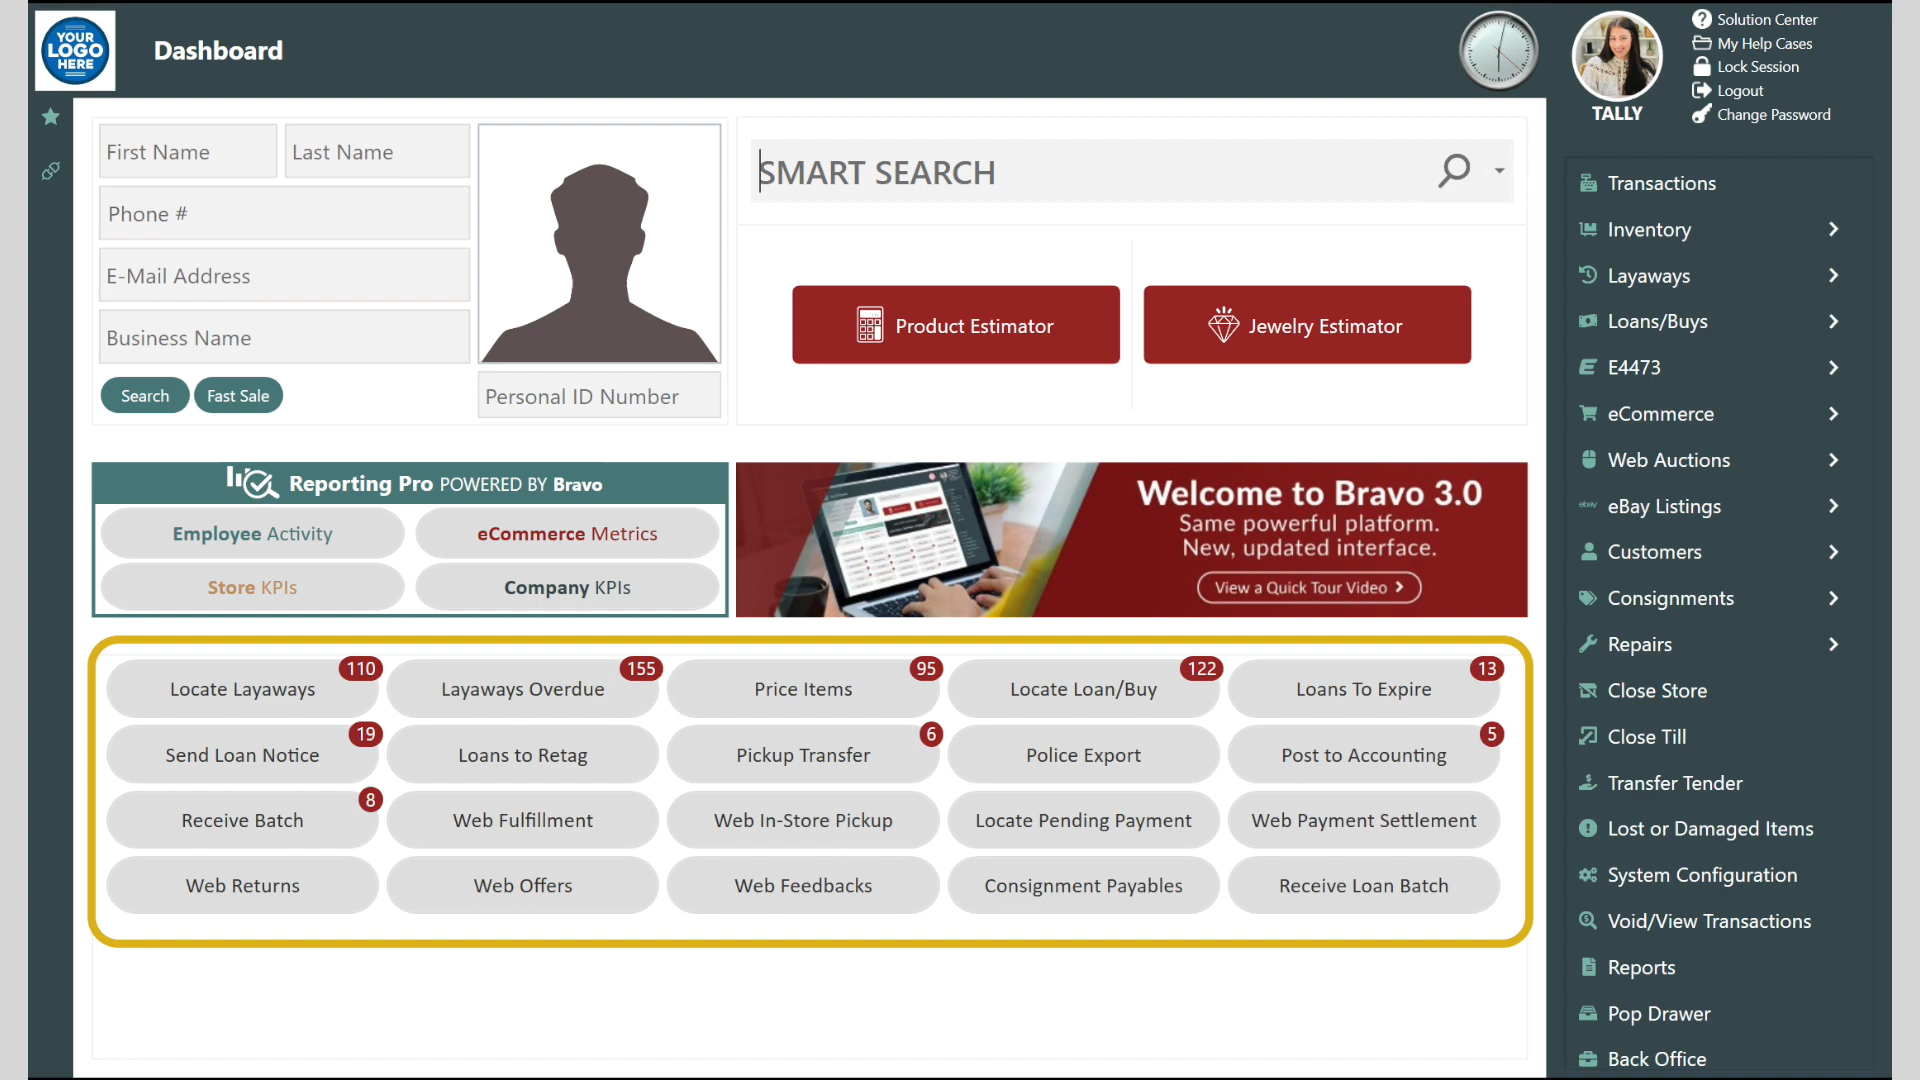 YOUR
LOGO
HERE
Dashboard
TALLY
Solution Center
My Help Cases
Lock Session
Logout
Change Password
First Name
Last Name
Phone #
E-Mail Address
Business Name
Search
Fast Sale
Personal ID Number
SMART SEARCH
Product Estimator
Jewelry Estimator
Reporting Pro POWERED BY Bravo
Employee Activity
eCommerce Metrics
Store KPIs
Company KPIs
Welcome to Bravo 3.0
Same powerful platform.
New, updated interface.
View a Quick Tour Video
Locate Layaways 110
Layaways Overdue 155
Price Items 95
Locate Loan/Buy 122
Loans To Expire 13
Send Loan Notice 19
Loans to Retag
Pickup Transfer 6
Police Export
Post to Accounting 5
Receive Batch 8
Web Fulfillment
Web In-Store Pickup
Locate Pending Payment
Web Payment Settlement
Web Returns
Web Offers
Web Feedbacks
Consignment Payables
Receive Loan Batch
Transactions
Inventory
Layaways
Loans/Buys
E4473
eCommerce
Web Auctions
ebay eBay Listings
Customers
Consignments
Repairs
Close Store
Close Till
Transfer Tender
Lost or Damaged Items
System Configuration
Void/View Transactions
Reports
Pop Drawer
Back Office